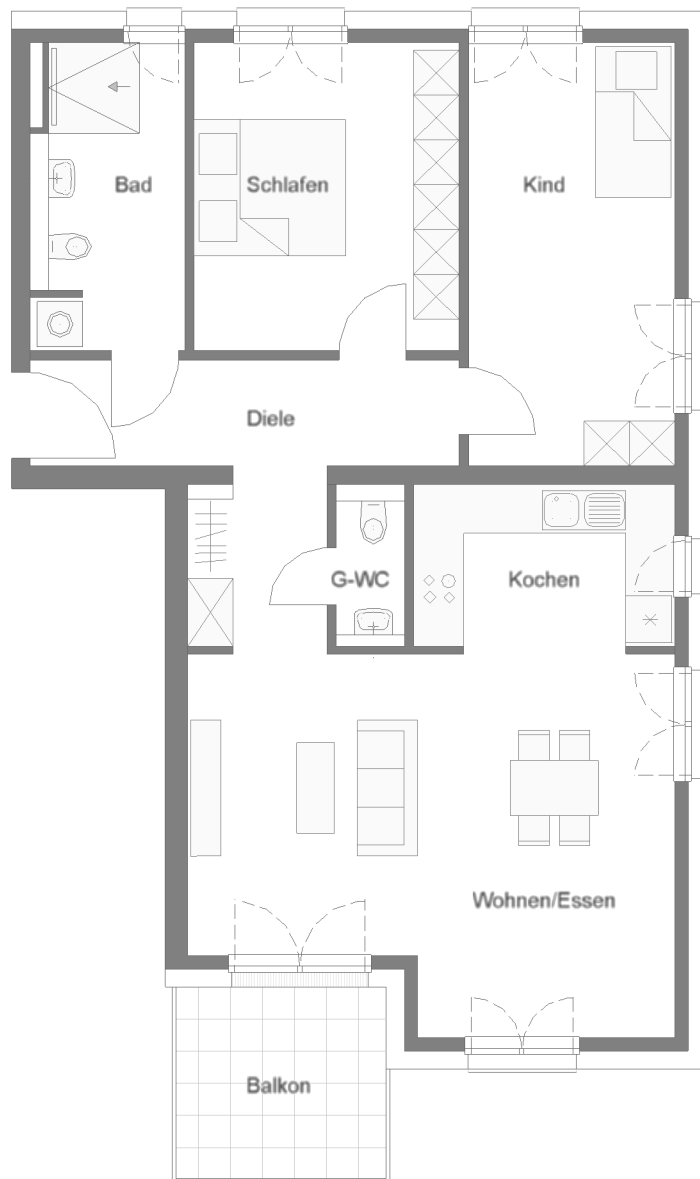 Bad
Schlafen
Kind
Diele
G-WC
Kochen
Wohnen/Essen
Balkon